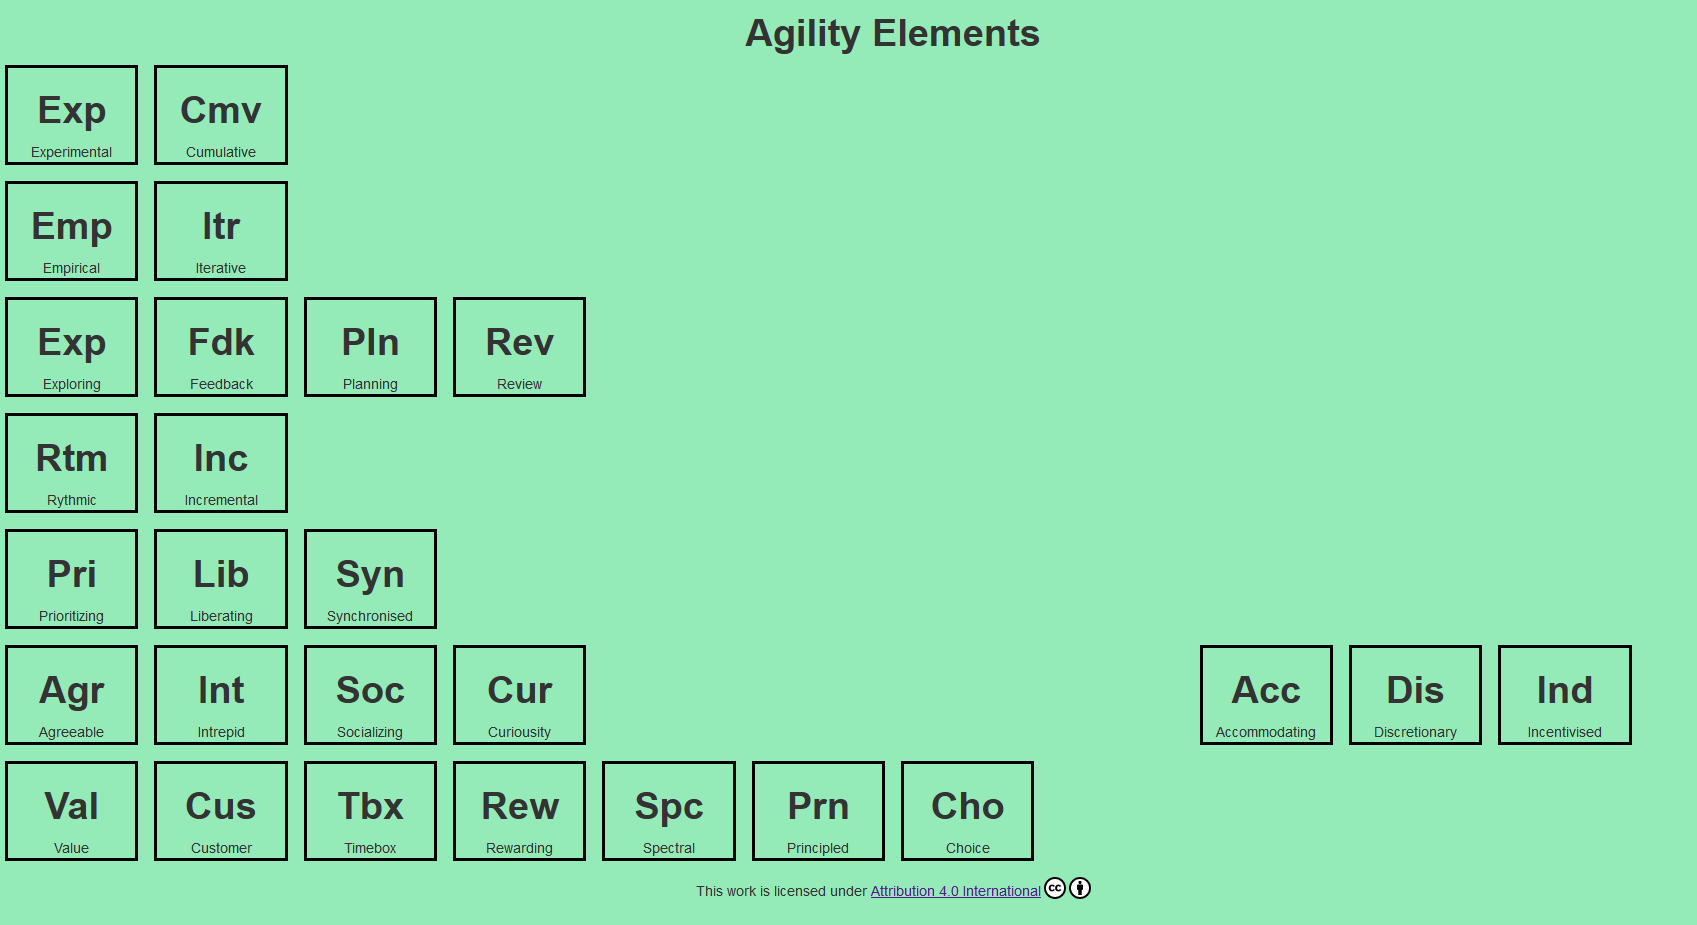 Agility Elements
Exp Cmv
Experimental Cumulative
Emp Itr
Empirical Iterative
Exp Fdk Pln Rev
Exploring Feedback Planning Review
Rtm Inc
Rythmic Incremental
Pri Lib Syn
Prioritizing Liberating Synchronised
Agr Int Soc Cur Acc Dis Ind
Agreeable Intrepid Socializing Curiousity Accommodating Discretionary Incentivised
Val Cus Tbx Rew Spc Prn Cho
Value Customer Timebox Rewarding Spectral Principled Choice
This work is licensed under Attribution 4.0 International cc